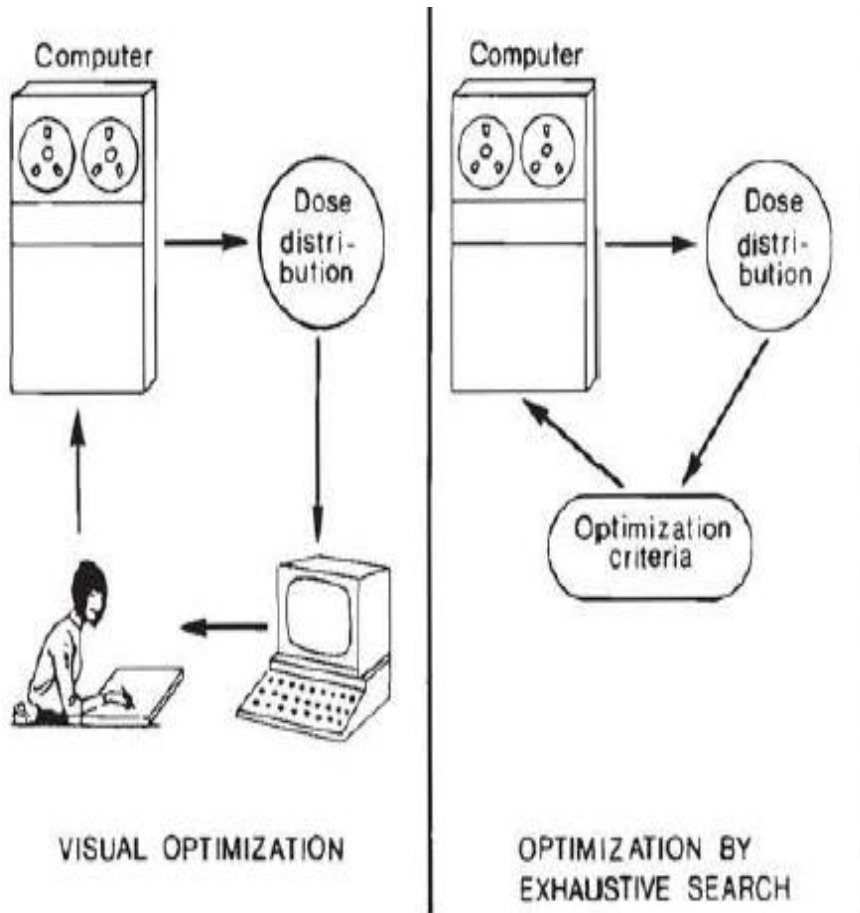 Computer
Dose
distri-
bution
VISUAL OPTIMIZATION
Computer
Dose
distri-
bution
Optimization
criteria
OPTIMIZATION BY
EXHAUSTIVE SEARCH